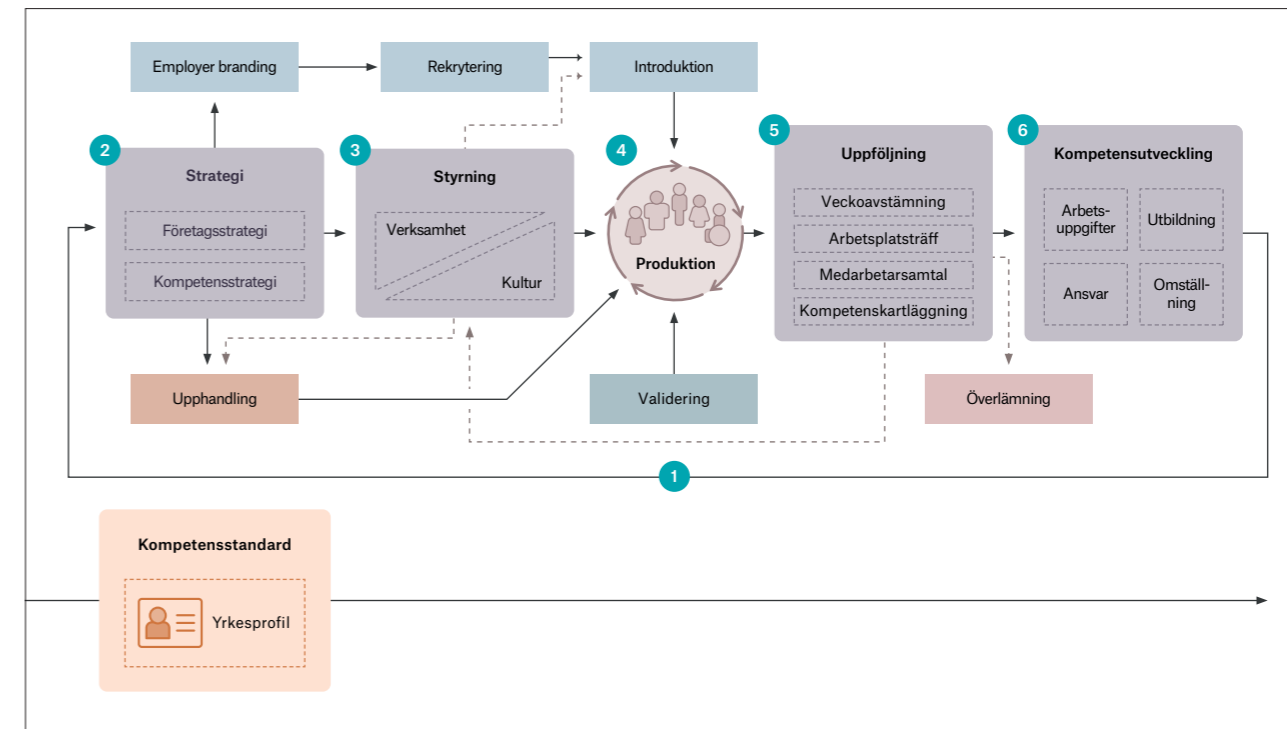 Employer branding
Rekrytering
Introduktion
2
Strategi
Företagsstrategi
Kompetensstrategi
3
Styrning
Verksamhet
Kultur
4
Produktion
5
Uppföljning
Veckoavstämning
Arbetsplatsträff
Medarbetarsamtal
Kompetenskartläggning
6
Kompetensutveckling
Arbets-
uppgifter
Utbildning
Ansvar
Omställ-
ning
Upphandling
Validering
Överlämning
1
Kompetensstandard
Yrkesprofil